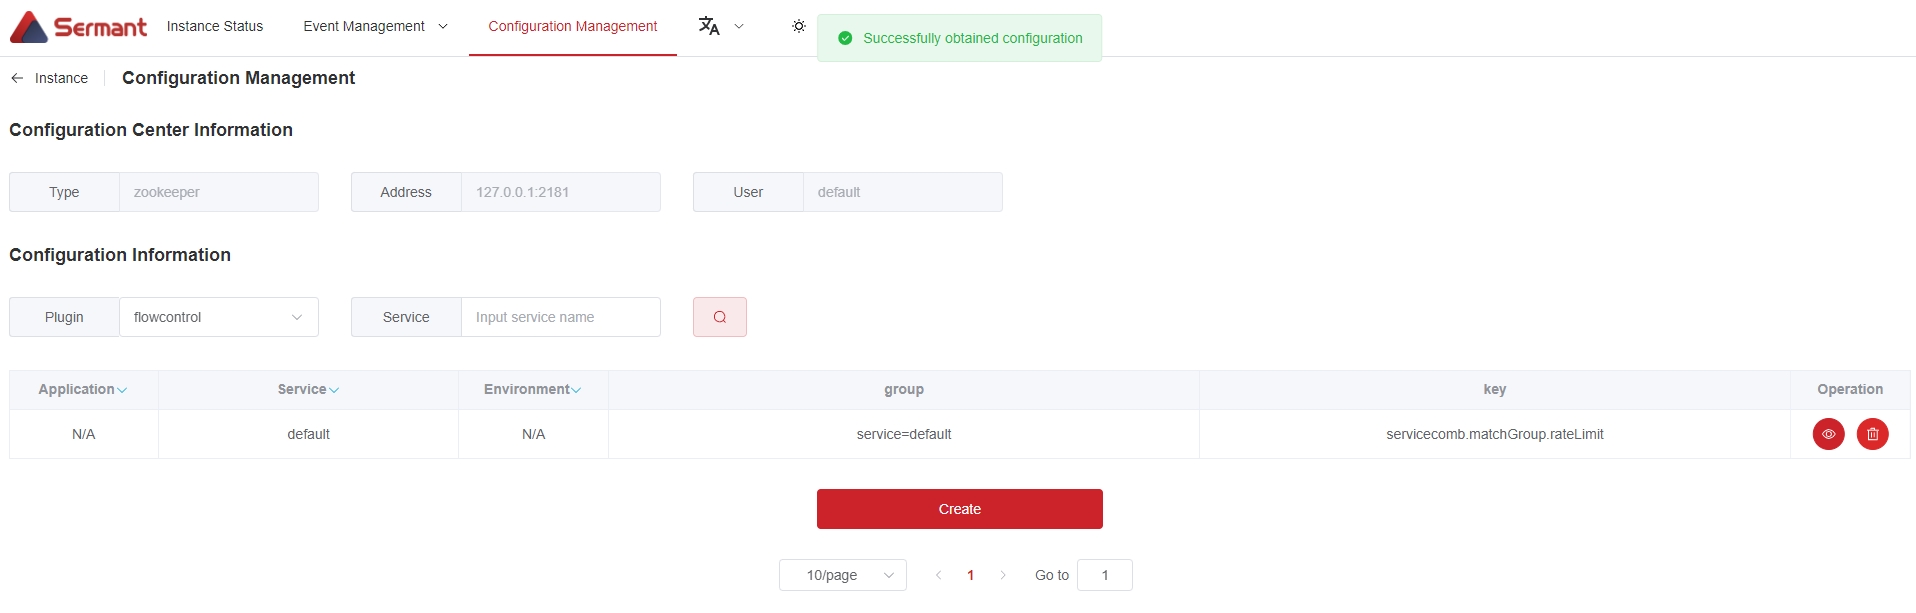 Sermant Instance Status Event Management Configuration Management 文A
Successfully obtained configuration
Instance Configuration Management
Configuration Center Information
Type zookeeper Address 127.0.0.1:2181 User default
Configuration Information
Plugin flowcontrol Service Input service name
Application Service Environment group key Operation
N/A default N/A service=default servicecomb.matchGroup.rateLimit
Create
10/page 1 Go to 1